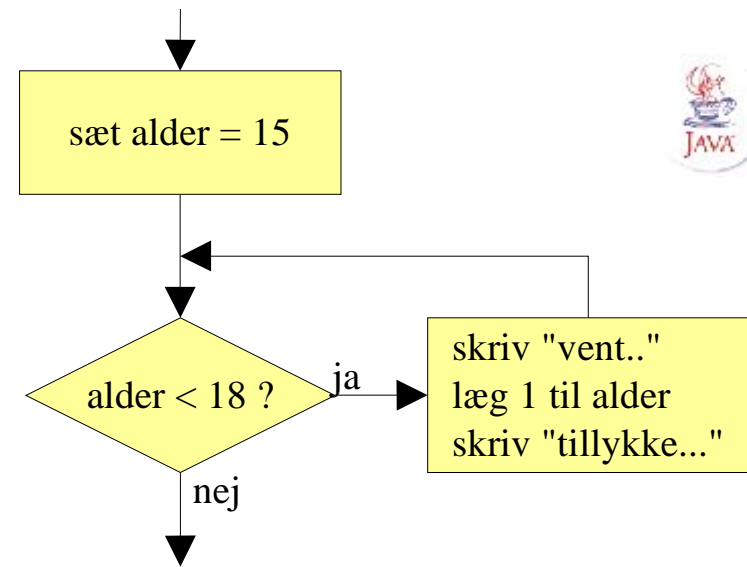 sæt alder = 15
JAVA
alder < 18 ?
ja
skriv "vent.."
læg 1 til alder
skriv "tillykke..."
nej